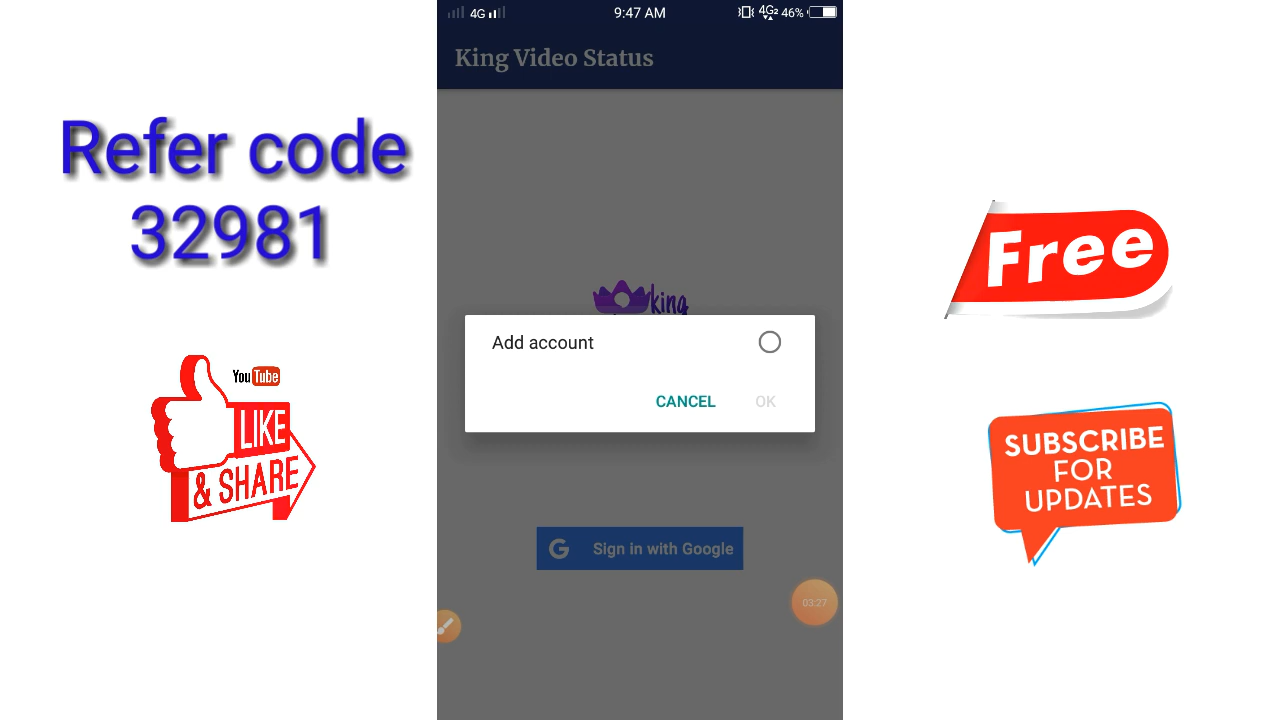 Refer code
32981
YouTube
LIKE
& SHARE
4G
9:47 AM
4G2 46%
King Video Status
king
Add account
CANCEL
OK
G Sign in with Google
03:27
Free
SUBSCRIBE
FOR
UPDATES